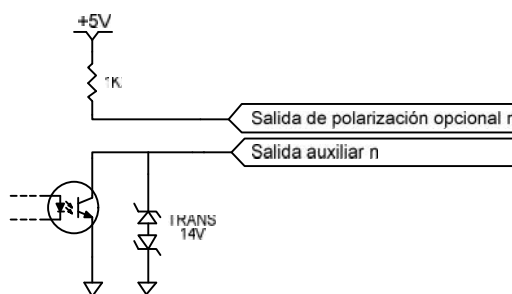 +5V
1K
Salida de polarización opcional n
Salida auxiliar n
TRANS
14V